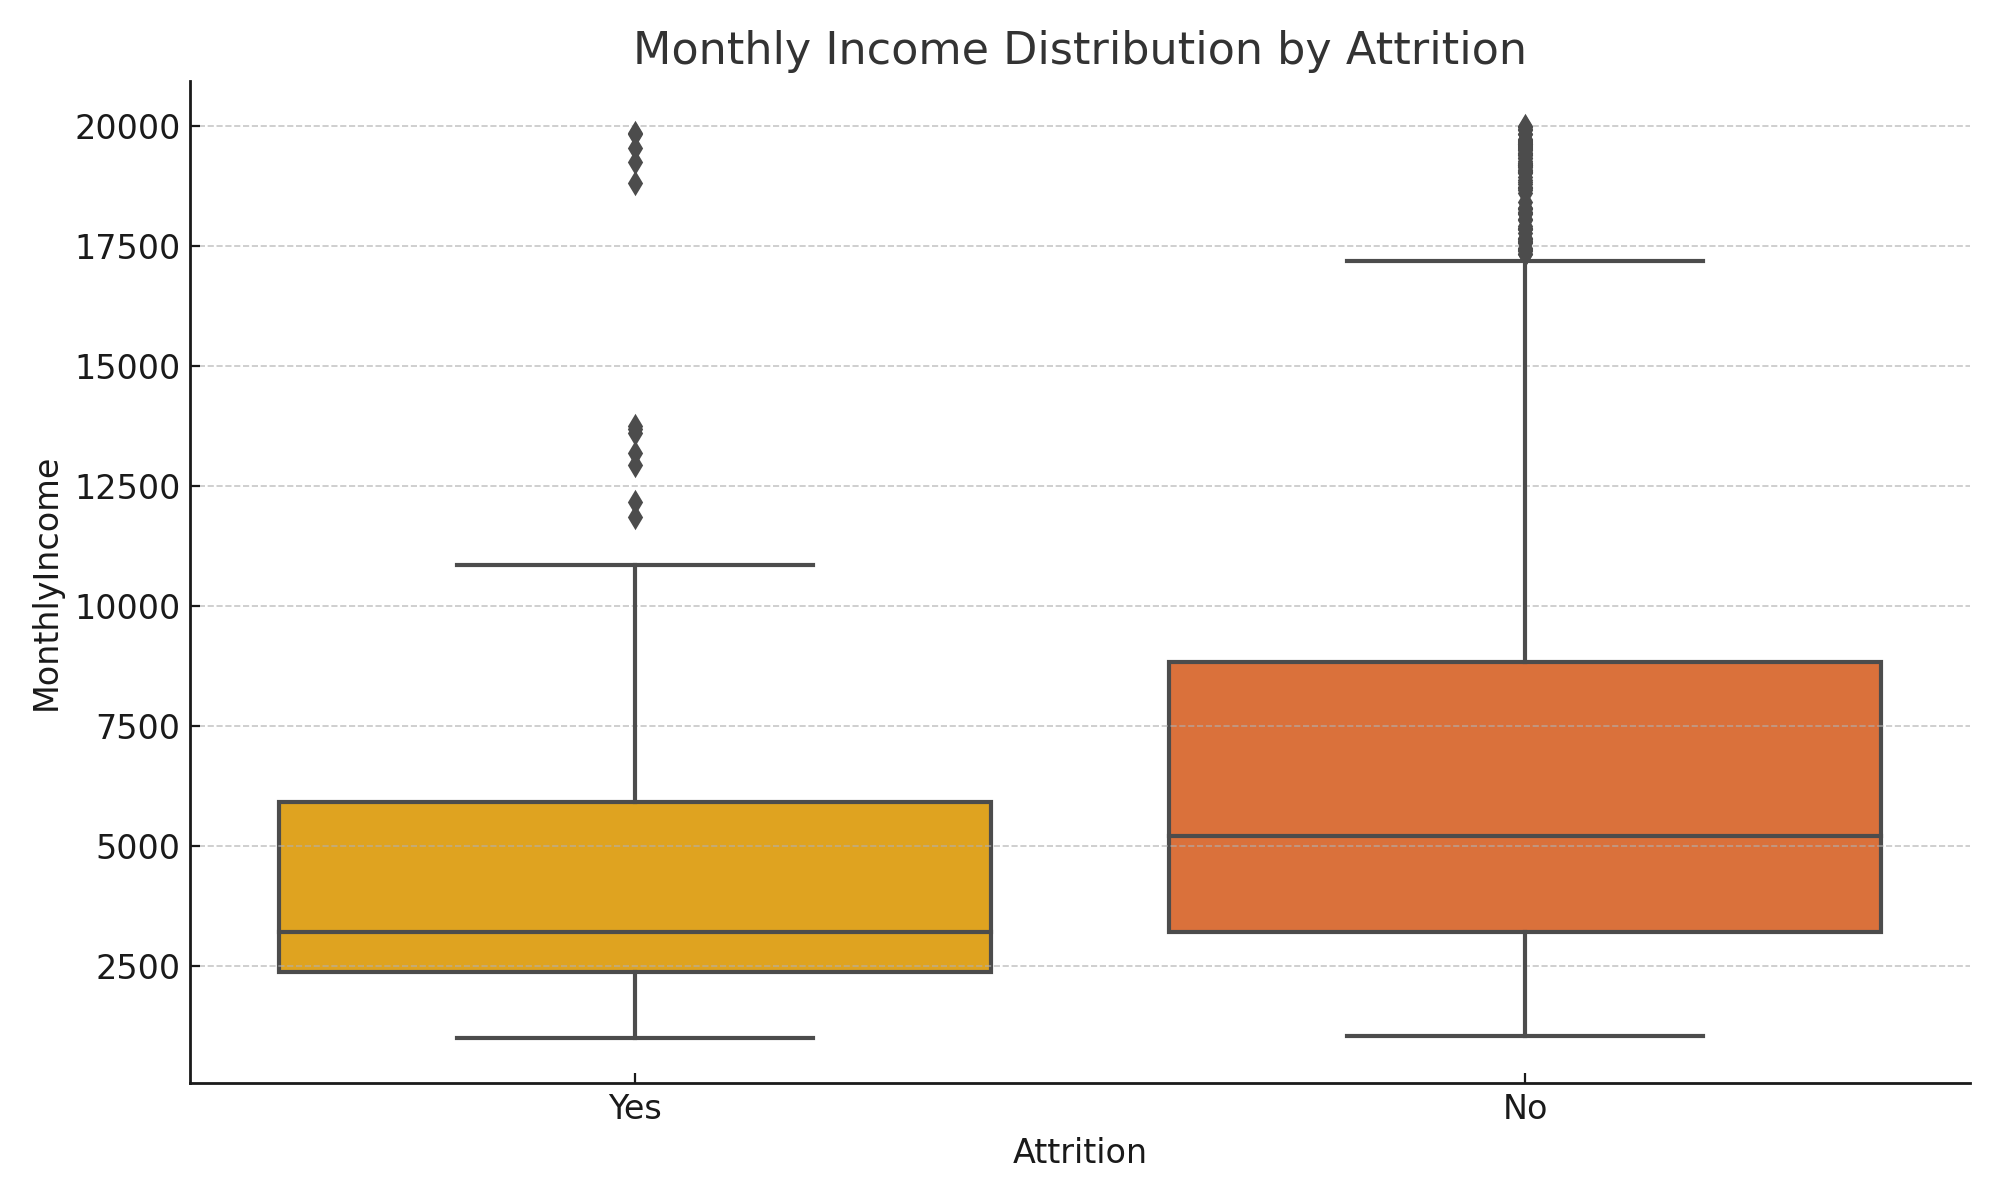 Monthly Income Distribution by Attrition
MonthlyIncome
20000
17500
15000
12500
10000
7500
5000
2500
Yes
No
Attrition